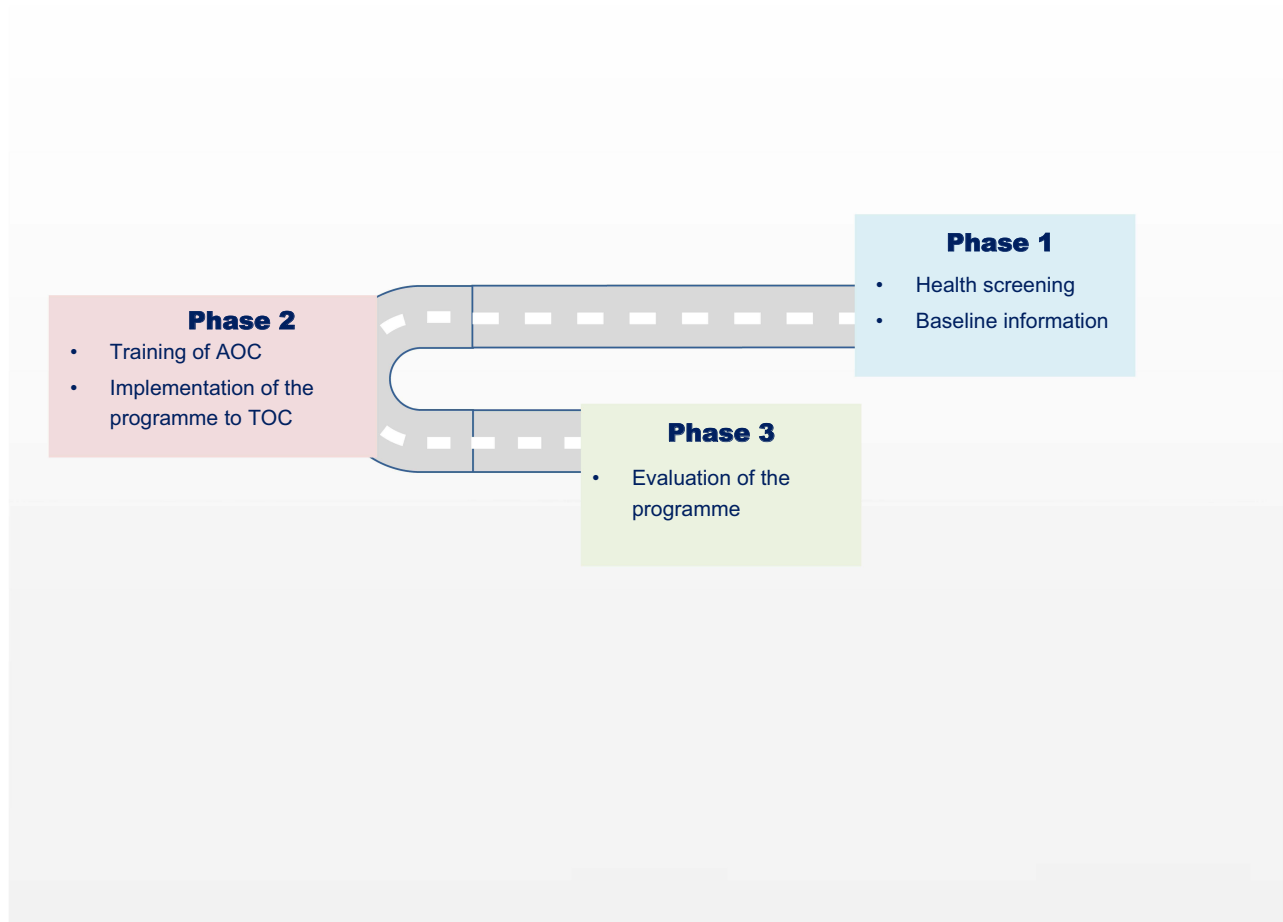 Phase 1
• Health screening
• Baseline information
Phase 2
• Training of AOC
• Implementation of the
programme to TOC
Phase 3
• Evaluation of the
programme